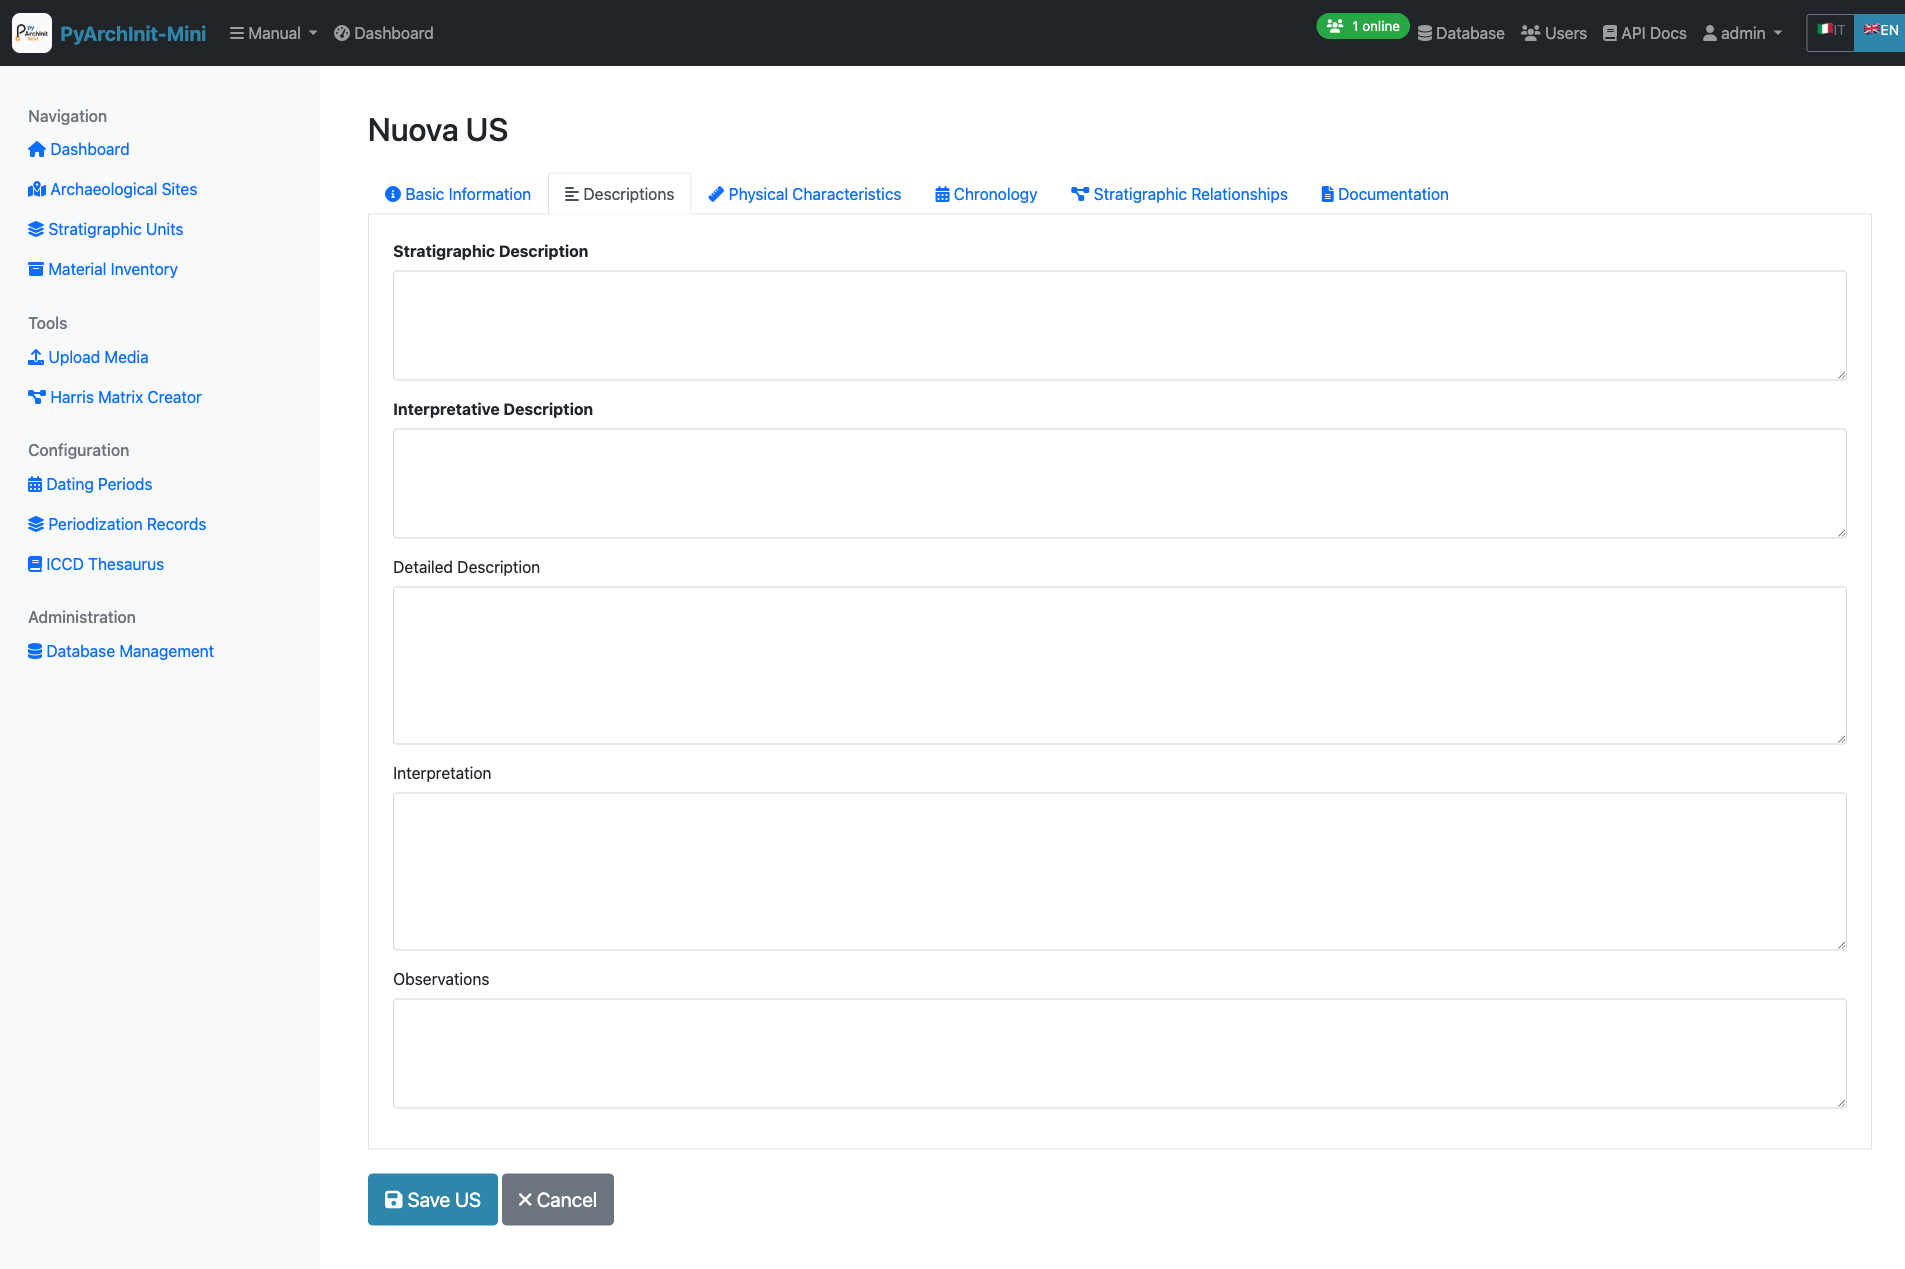 PyArchInit-Mini
Manual
Dashboard
1 online
Database
Users
API Docs
admin
IT
EN
Navigation
Dashboard
Archaeological Sites
Stratigraphic Units
Material Inventory
Tools
Upload Media
Harris Matrix Creator
Configuration
Dating Periods
Periodization Records
ICCD Thesaurus
Administration
Database Management
Nuova US
Basic Information
Descriptions
Physical Characteristics
Chronology
Stratigraphic Relationships
Documentation
Stratigraphic Description
Interpretative Description
Detailed Description
Interpretation
Observations
Save US
Cancel